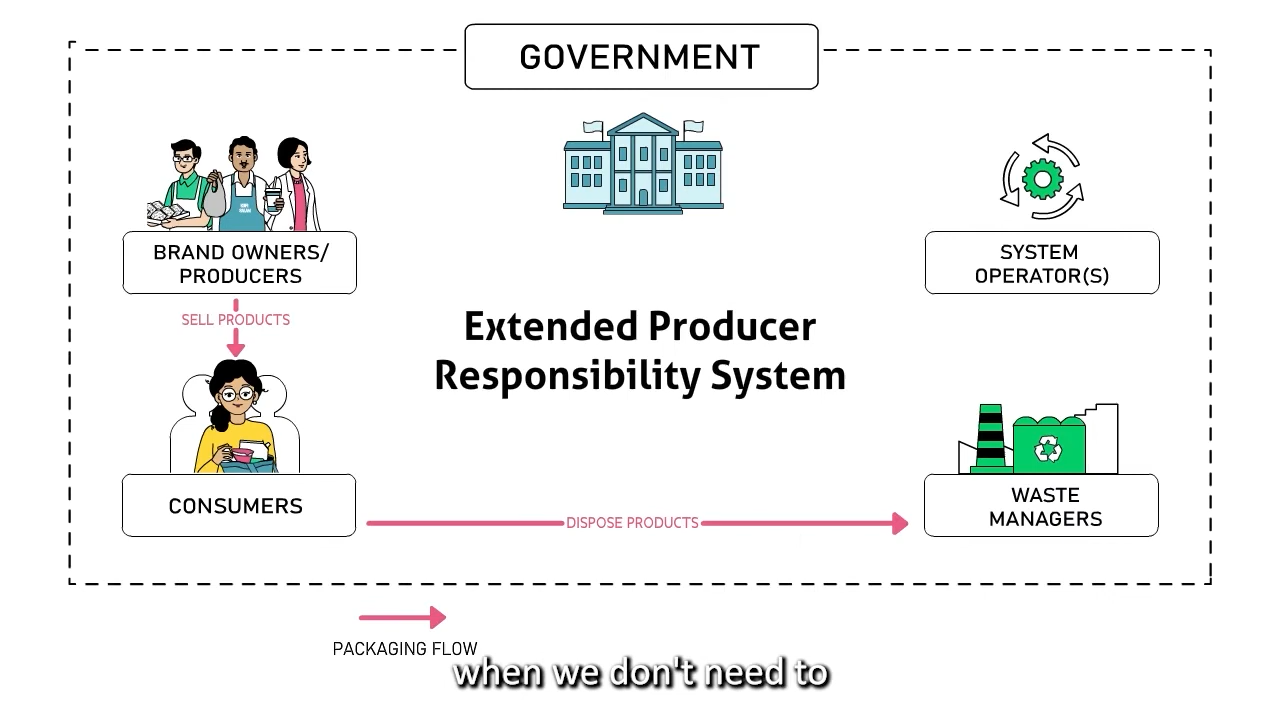 GOVERNMENT
BRAND OWNERS/
PRODUCERS
SYSTEM
OPERATOR(S)
SELL PRODUCTS
Extended Producer
Responsibility System
CONSUMERS
DISPOSE PRODUCTS
WASTE
MANAGERS
PACKAGING FLOW
when we don't need to